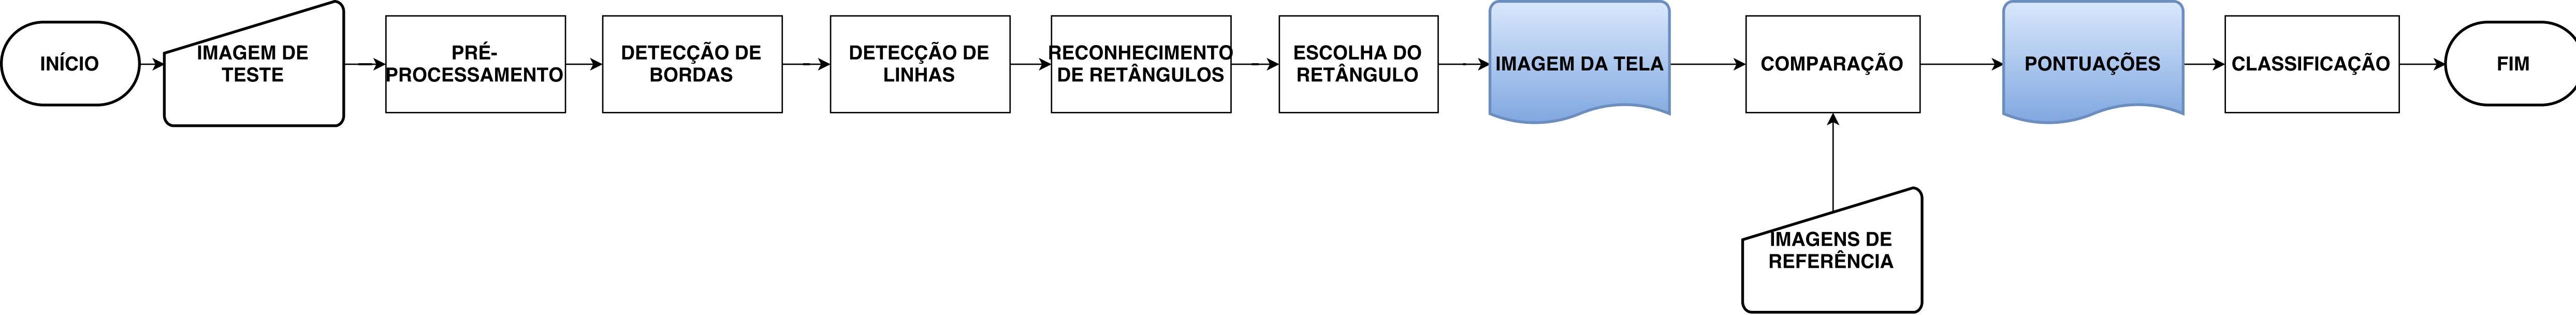 INÍCIO
IMAGEM DE
TESTE
PRÉ-
PROCESSAMENTO
DETECÇÃO DE
BORDAS
DETECÇÃO DE
LINHAS
RECONHECIMENTO
DE RETÂNGULOS
ESCOLHA DO
RETÂNGULO
IMAGEM DA TELA
COMPARAÇÃO
PONTUAÇÕES
CLASSIFICAÇÃO
FIM
IMAGENS DE
REFERÊNCIA